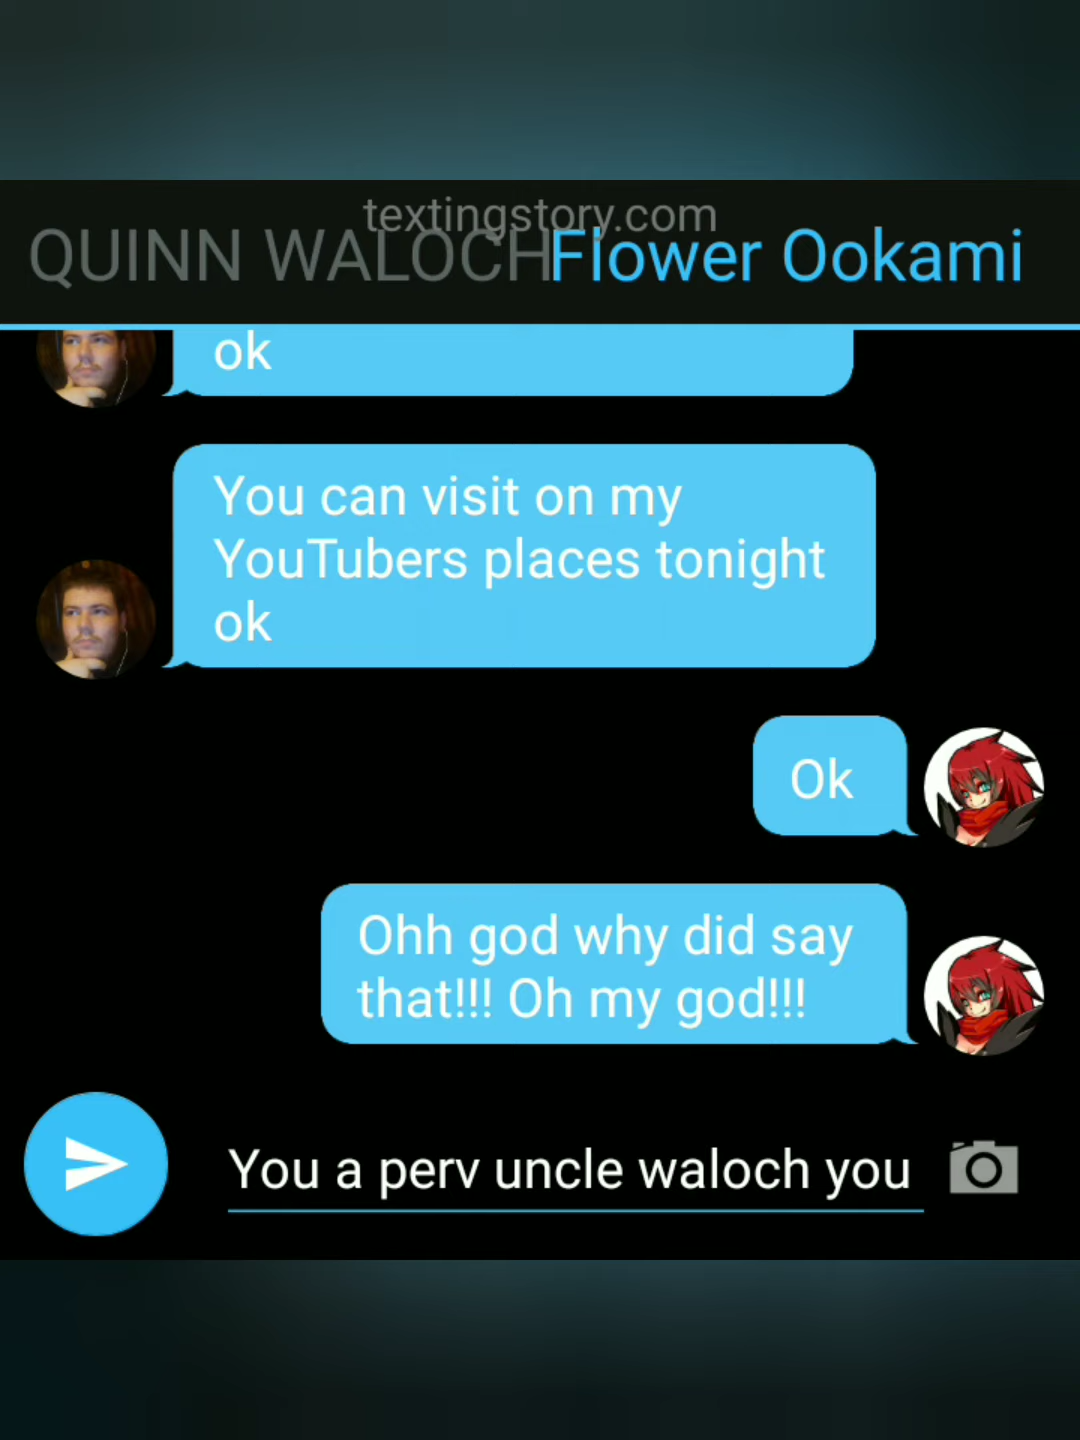 textingstory.com
QUINN WALOCH Flower Ookami
ok
You can visit on my
YouTubers places tonight
ok
Ok
Ohh god why did say
that!!! Oh my god!!!
You a perv uncle waloch you